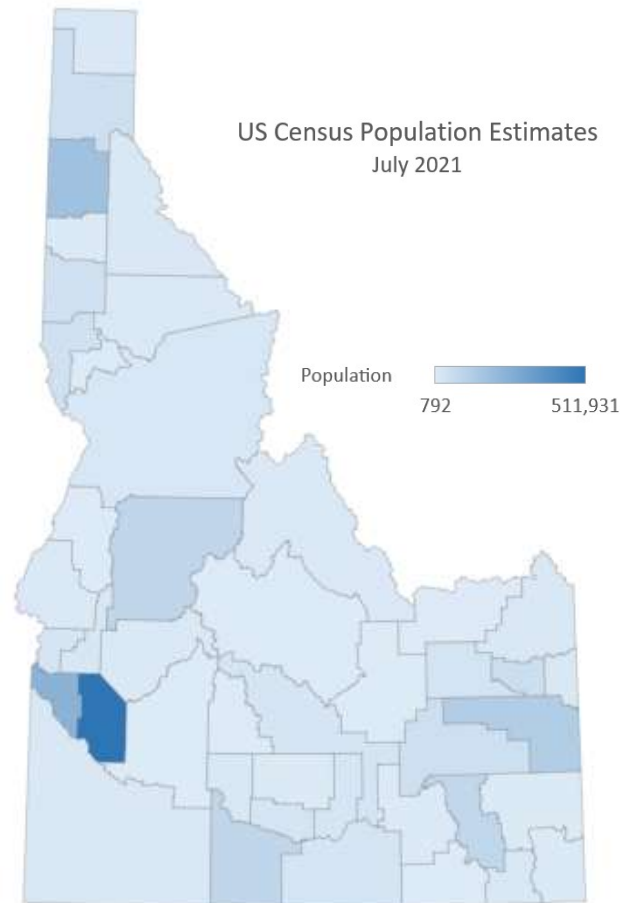 US Census Population Estimates
July 2021
Population
792
511,931